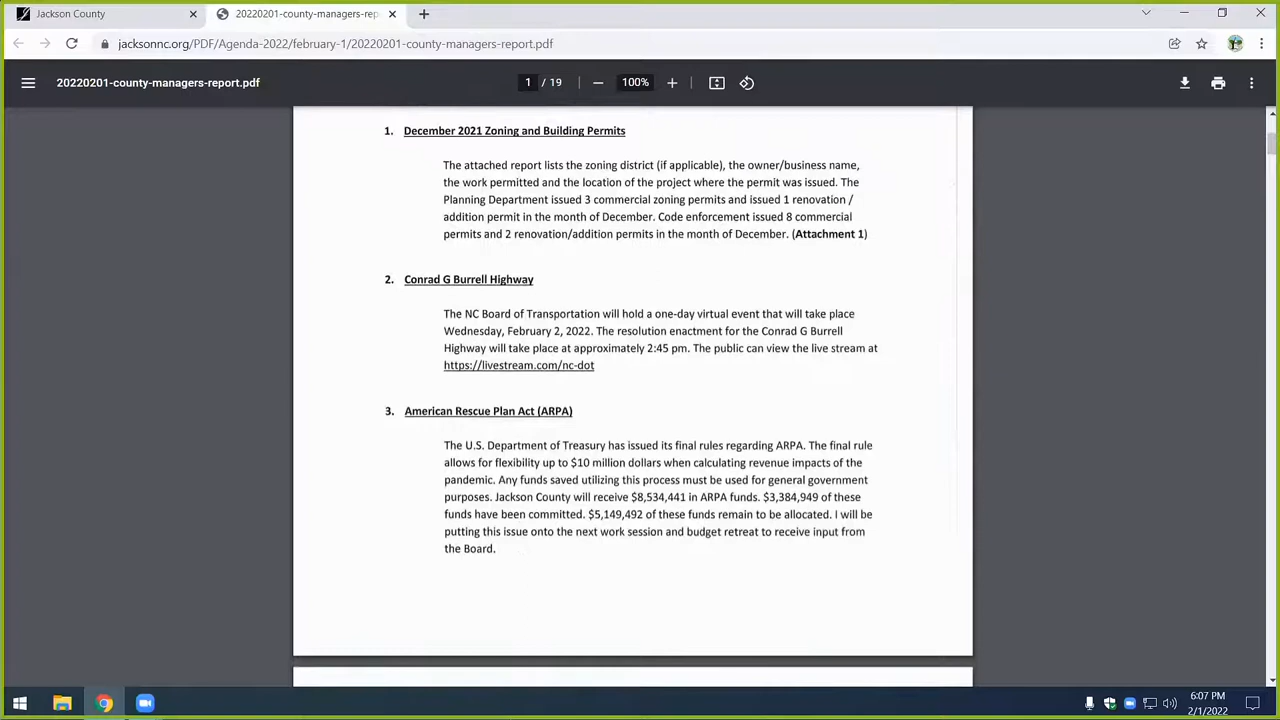 Jackson County
20220201-county-managers-rep
jacksonnc.org/PDF/Agenda-2022/february-1/20220201-county-managers-report.pdf
20220201-county-managers-report.pdf
1 / 19
100%
1. December 2021 Zoning and Building Permits
The attached report lists the zoning district (if applicable), the owner/business name,
the work permitted and the location of the project where the permit was issued. The
Planning Department issued 3 commercial zoning permits and issued 1 renovation /
addition permit in the month of December. Code enforcement issued 8 commercial
permits and 2 renovation/addition permits in the month of December. (Attachment 1)
2. Conrad G Burrell Highway
The NC Board of Transportation will hold a one-day virtual event that will take place
Wednesday, February 2, 2022. The resolution enactment for the Conrad G Burrell
Highway will take place at approximately 2:45 pm. The public can view the live stream at
https://livestream.com/nc-dot
3. American Rescue Plan Act (ARPA)
The U.S. Department of Treasury has issued its final rules regarding ARPA. The final rule
allows for flexibility up to $10 million dollars when calculating revenue impacts of the
pandemic. Any funds saved utilizing this process must be used for general government
purposes. Jackson County will receive $8,534,441 in ARPA funds. $3,384,949 of these
funds have been committed. $5,149,492 of these funds remain to be allocated. I will be
putting this issue onto the next work session and budget retreat to receive input from
the Board.
6:07 PM
2/1/2022